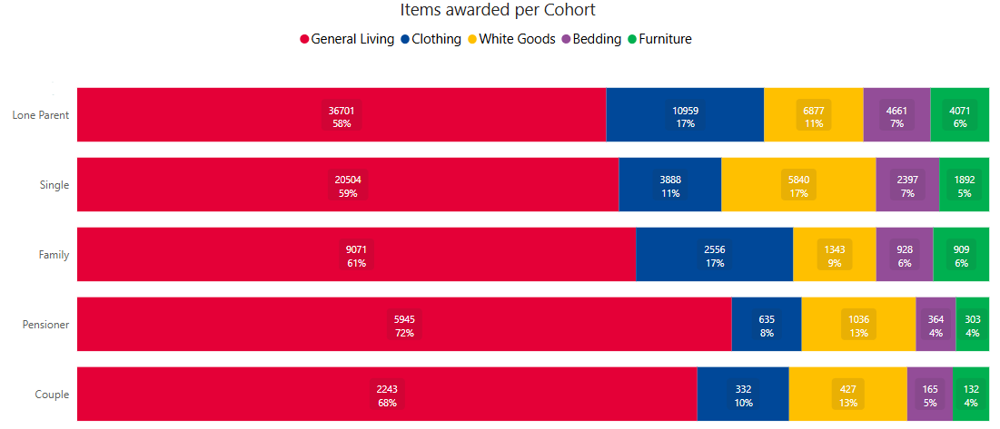 Items awarded per Cohort
General Living Clothing White Goods Bedding Furniture
Lone Parent
36701 10959 6877 4661 4071
58% 17% 11% 7% 6%
Single
20504 3888 5840 2397 1892
59% 11% 17% 7% 5%
Family
9071 2556 1343 928 909
61% 17% 9% 6% 6%
Pensioner
5945 635 1036 364 303
72% 8% 13% 4% 4%
Couple
2243 332 427 165 132
68% 10% 13% 5% 4%